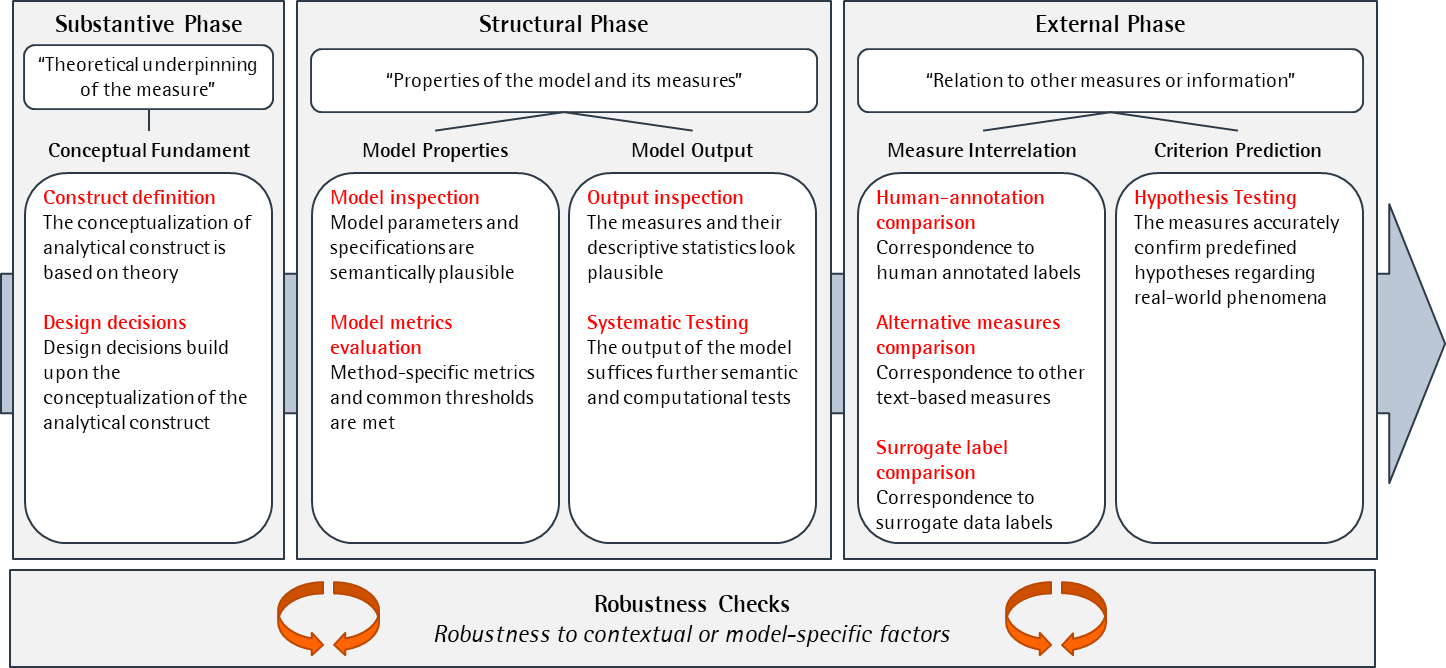 Substantive Phase
“Theoretical underpinning
of the measure”
Conceptual Fundament
Construct definition
The conceptualization of
analytical construct is
based on theory
Design decisions
Design decisions build
upon the
conceptualization of the
analytical construct
Structural Phase
“Properties of the model and its measures”
Model Properties
Model inspection
Model parameters and
specifications are
semantically plausible
Model metrics
evaluation
Method-specific metrics
and common thresholds
are met
Model Output
Output inspection
The measures and their
descriptive statistics look
plausible
Systematic Testing
The output of the model
suffices further semantic
and computational tests
External Phase
“Relation to other measures or information”
Measure Interrelation
Human-annotation
comparison
Correspondence to
human annotated labels
Alternative measures
comparison
Correspondence to other
text-based measures
Surrogate label
comparison
Correspondence to
surrogate data labels
Criterion Prediction
Hypothesis Testing
The measures accurately
confirm predefined
hypotheses regarding
real-world phenomena
Robustness Checks
Robustness to contextual or model-specific factors